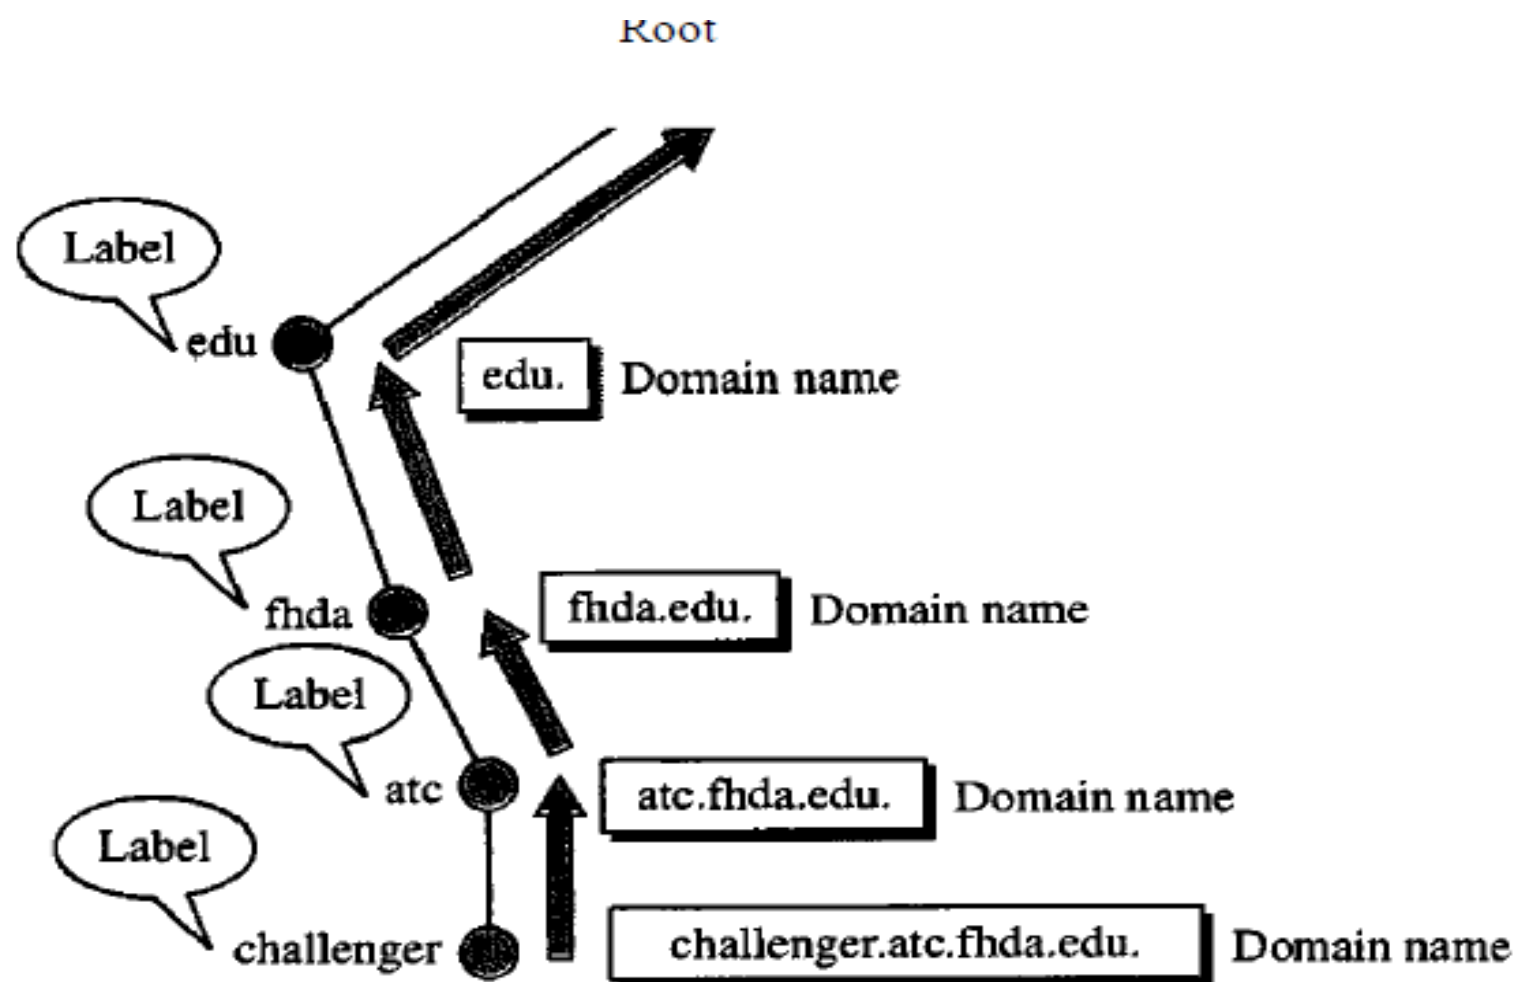 Root
Label
edu
edu. Domain name
Label
fhda
fhda.edu. Domain name
Label
atc
atc.fhda.edu. Domain name
Label
challenger
challenger.atc.fhda.edu. Domain name